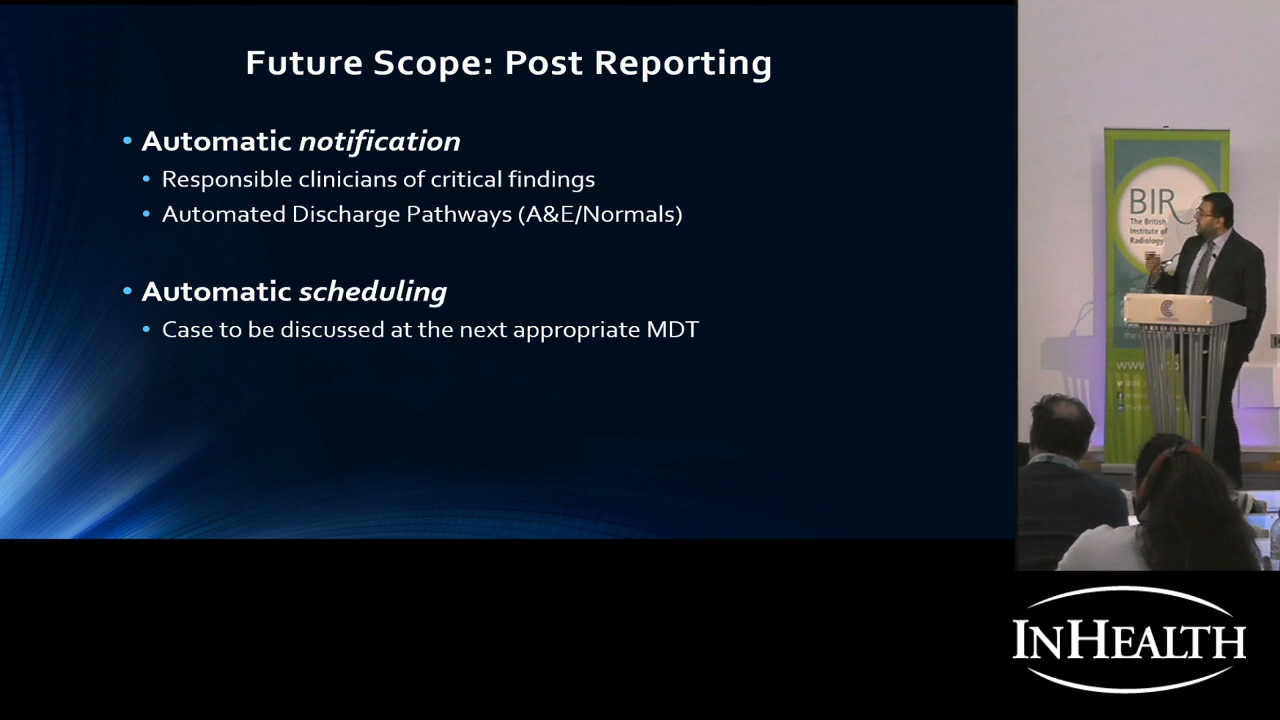 Future Scope: Post Reporting
Automatic notification
Responsible clinicians of critical findings
Automated Discharge Pathways (A&E/Normals)
Automatic scheduling
Case to be discussed at the next appropriate MDT
BIR
The British
Institute of
Radiology
INHEALTH